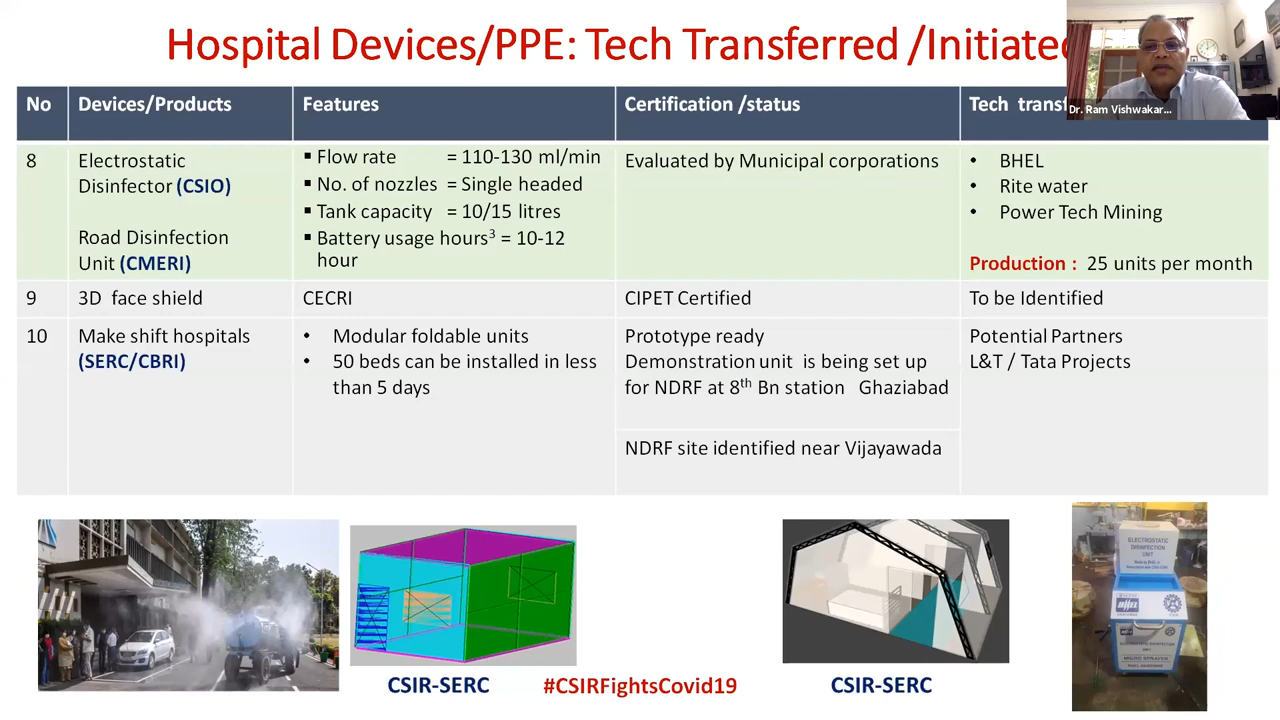 Hospital Devices/PPE: Tech Transferred /Initiated
Dr. Ram Vishwakar...
No Devices/Products Features Certification /status Tech transf
8
Electrostatic
Disinfector (CSIO)
Road Disinfection
Unit (CMERI)
▪ Flow rate = 110-130 ml/min
▪ No. of nozzles = Single headed
▪ Tank capacity = 10/15 litres
▪ Battery usage hours³ = 10-12
hour
Evaluated by Municipal corporations
• BHEL
• Rite water
• Power Tech Mining
Production : 25 units per month
9 3D face shield CECRI CIPET Certified To be Identified
10
Make shift hospitals
(SERC/CBRI)
• Modular foldable units
• 50 beds can be installed in less
than 5 days
Prototype ready
Demonstration unit is being set up
for NDRF at 8th Bn station Ghaziabad
NDRF site identified near Vijayawada
Potential Partners
L&T / Tata Projects
ELECTROSTATIC
DISINFECTION
UNIT
BHEL
CSIR-SERC #CSIRFightsCovid19 CSIR-SERC